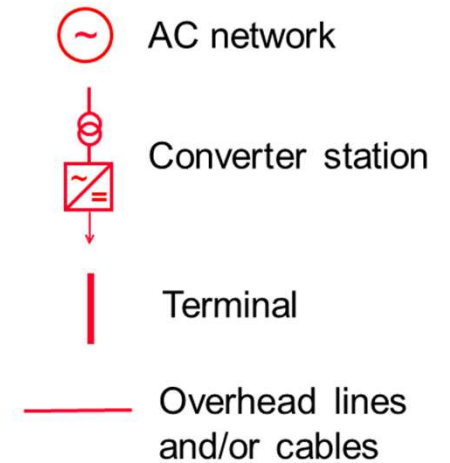 AC network
Converter station
Terminal
Overhead lines
and/or cables